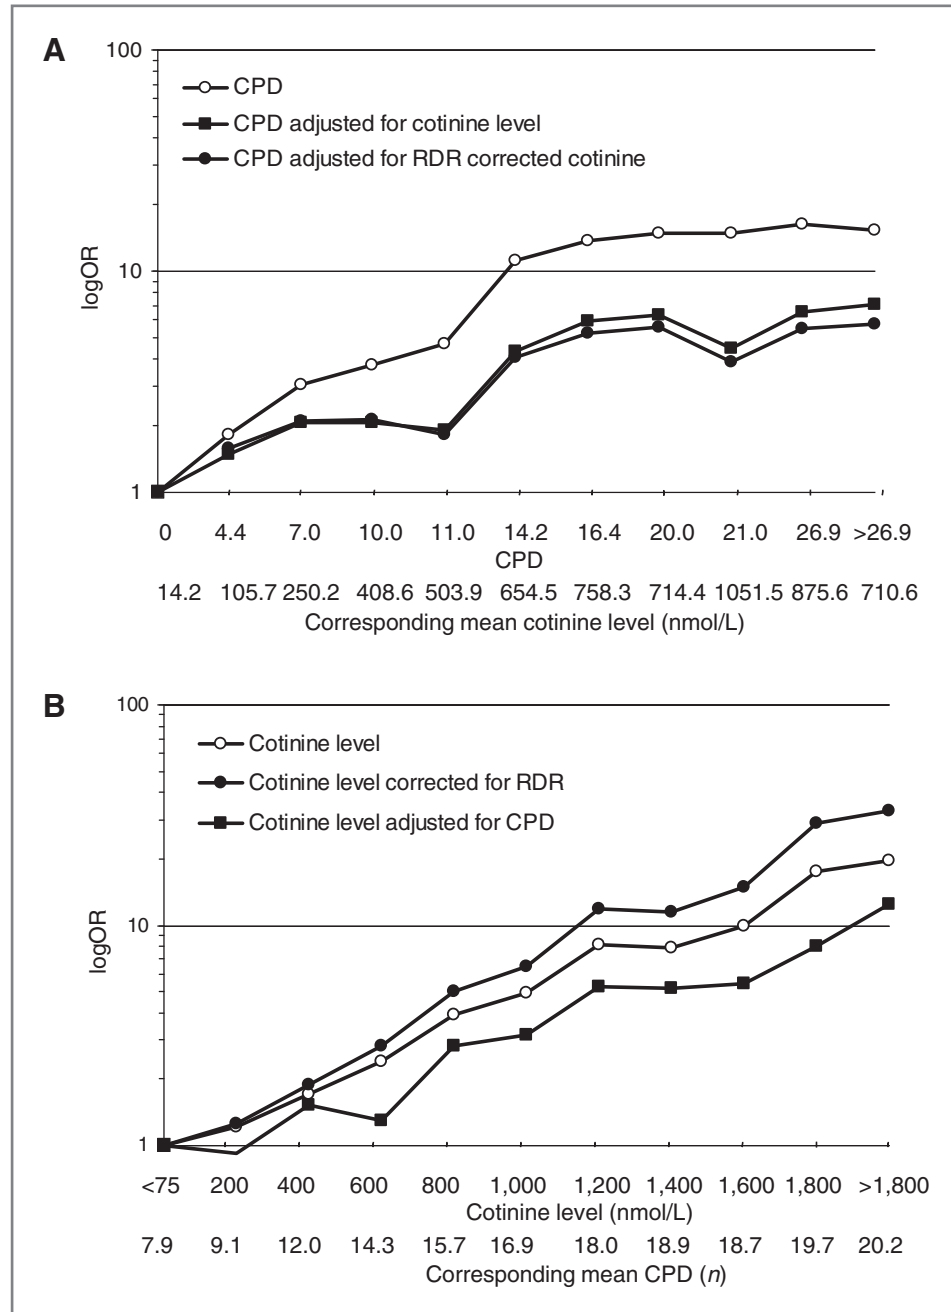 A
100
CPD
CPD adjusted for cotinine level
CPD adjusted for RDR corrected cotinine
logOR
10
1
0 4.4 7.0 10.0 11.0 14.2 16.4 20.0 21.0 26.9 >26.9
CPD
14.2 105.7 250.2 408.6 503.9 654.5 758.3 714.4 1051.5 875.6 710.6
Corresponding mean cotinine level (nmol/L)
B
100
Cotinine level
Cotinine level corrected for RDR
Cotinine level adjusted for CPD
logOR
10
1
<75 200 400 600 800 1,000 1,200 1,400 1,600 1,800 >1,800
Cotinine level (nmol/L)
7.9 9.1 12.0 14.3 15.7 16.9 18.0 18.9 18.7 19.7 20.2
Corresponding mean CPD (n)